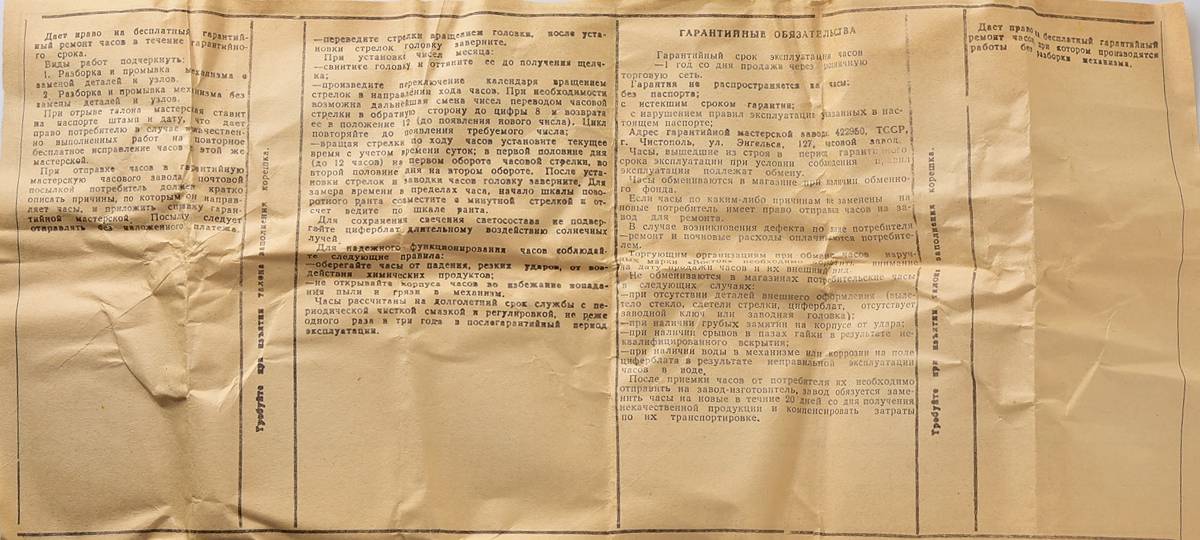 Дает право на бесплатный гарантий-
ный ремонт часов в течение гарантийно-
го срока.
Виды работ подчеркнуть:
1. Разборка и промывка механизма с
заменой деталей и узлов.
2. Разборка и промывка механизма без
замены деталей и узлов.
При отрыве талона мастерская ставит
на паспорте штамп и дату, что дает
право потребителю в случае некачествен-
но выполненных работ на повторное
бесплатное исправление часов в этой же
мастерской.
При отправке часов в гарантийную
мастерскую часового завода почтовой
посылкой потребитель должен кратко
описать причины, по которым он направ-
ляет часы, и приложить справку гаран-
тийной мастерской. Посылку следует
отправлять без наложенного платежа.
Требуйте при изъятии талона заполнения корешка.
—переведите стрелки вращением головки, после уста-
новки стрелок головку заверните.
При установке чисел месяца:
—свинтите головку и оттяните ее до получения щелч-
ка;
—произведите переключение календаря вращением
стрелок в направлении хода часов. При необходимости
возможна дальнейшая смена чисел переводом часовой
стрелки в обратную сторону до цифры 8 и возврата
ее в положение 12 (до появления нового числа). Цикл
повторяйте до появления требуемого числа;
—вращая стрелки по ходу часов установите текущее
время с учетом времени суток; в первой половине дня
(до 12 часов) на первом обороте часовой стрелки, во
второй половине дня на втором обороте. После уста-
новки стрелок и заводки часов головку заверните. Для
замера времени в пределах часа, начало шкалы пово-
ротного ранта совместите с минутной стрелкой и от-
счет ведите по шкале ранта.
Для сохранения свечения светосостава не подвер-
гайте циферблат длительному воздействию солнечных
лучей
Для надежного функционирования часов соблюдай-
те следующие правила:
—оберегайте часы от падения, резких ударов, от воз-
действия химических продуктов;
—на открывайте корпуса часов во избежание попада-
ния пыли и грязи в механизм.
Часы рассчитаны на долголетний срок службы с пе-
риодической чисткой смазкой и регулировкой, не реже
одного раза в три года в послегарантийный период
эксплуатации.
ГАРАНТИЙНЫЕ ОБЯЗАТЕЛЬСТВА
Гарантийный срок эксплуатации часов
—1 год со дня продажи через розничную
торговую сеть.
Гарантия не распространяется на часы:
без паспорта;
с истекшим сроком гарантии;
с нарушением правил эксплуатации указанных в нас-
тоящем паспорте;
Адрес гарантийной мастерской завода 422950, ТССР,
г. Чистополь, ул. Энгельса, 127, часовой завод.
Часы, вышедшие из строя в период гарантийного
срока эксплуатации при условии соблюдения правил
эксплуатации подлежат обмену.
Часы обмениваются в магазине при наличии обменно-
го фонда.
Если часы по каким-либо причинам не заменены на
новые потребитель имеет право отправки часов на за-
вод для ремонта.
В случае возникновения дефекта по вине потребителя
—ремонт и почновые расходы оплачиваются потребите-
лем.
Торгующим организациям при обмене часов наруч-
ных марки «Восток» необходимо обратить внимание
на дату продажи часов и их внешний вид.
Не обмениваются в магазинах потребительские часы
в следующих случаях:
—при отсутствии деталей внешнего оформления (выле-
тело стекло, слетели стрелки, циферблат, отсутствует
заводной ключ или заводная головка);
—при наличии грубых замятин на корпусе от удара;
—при наличии срывов в пазах гайки в результате не-
квалифицированного вскрытия;
—при наличии воды в механизме или коррозии на поле
циферблата в результате неправильной эксплуатации
часов в воде.
После приемки часов от потребителя их необходимо
отправить на завод-изготовитель, завод обязуется заме-
нить часы на новые в течние 20 дней со дня получения
некачественной продукции и компенсировать затраты
по их транспортировке.
Требуйте при изъятии талона заполнения корешка.
Дает право на бесплатный гарантийный
ремонт часов при котором производятся
работы без разборки механизма.